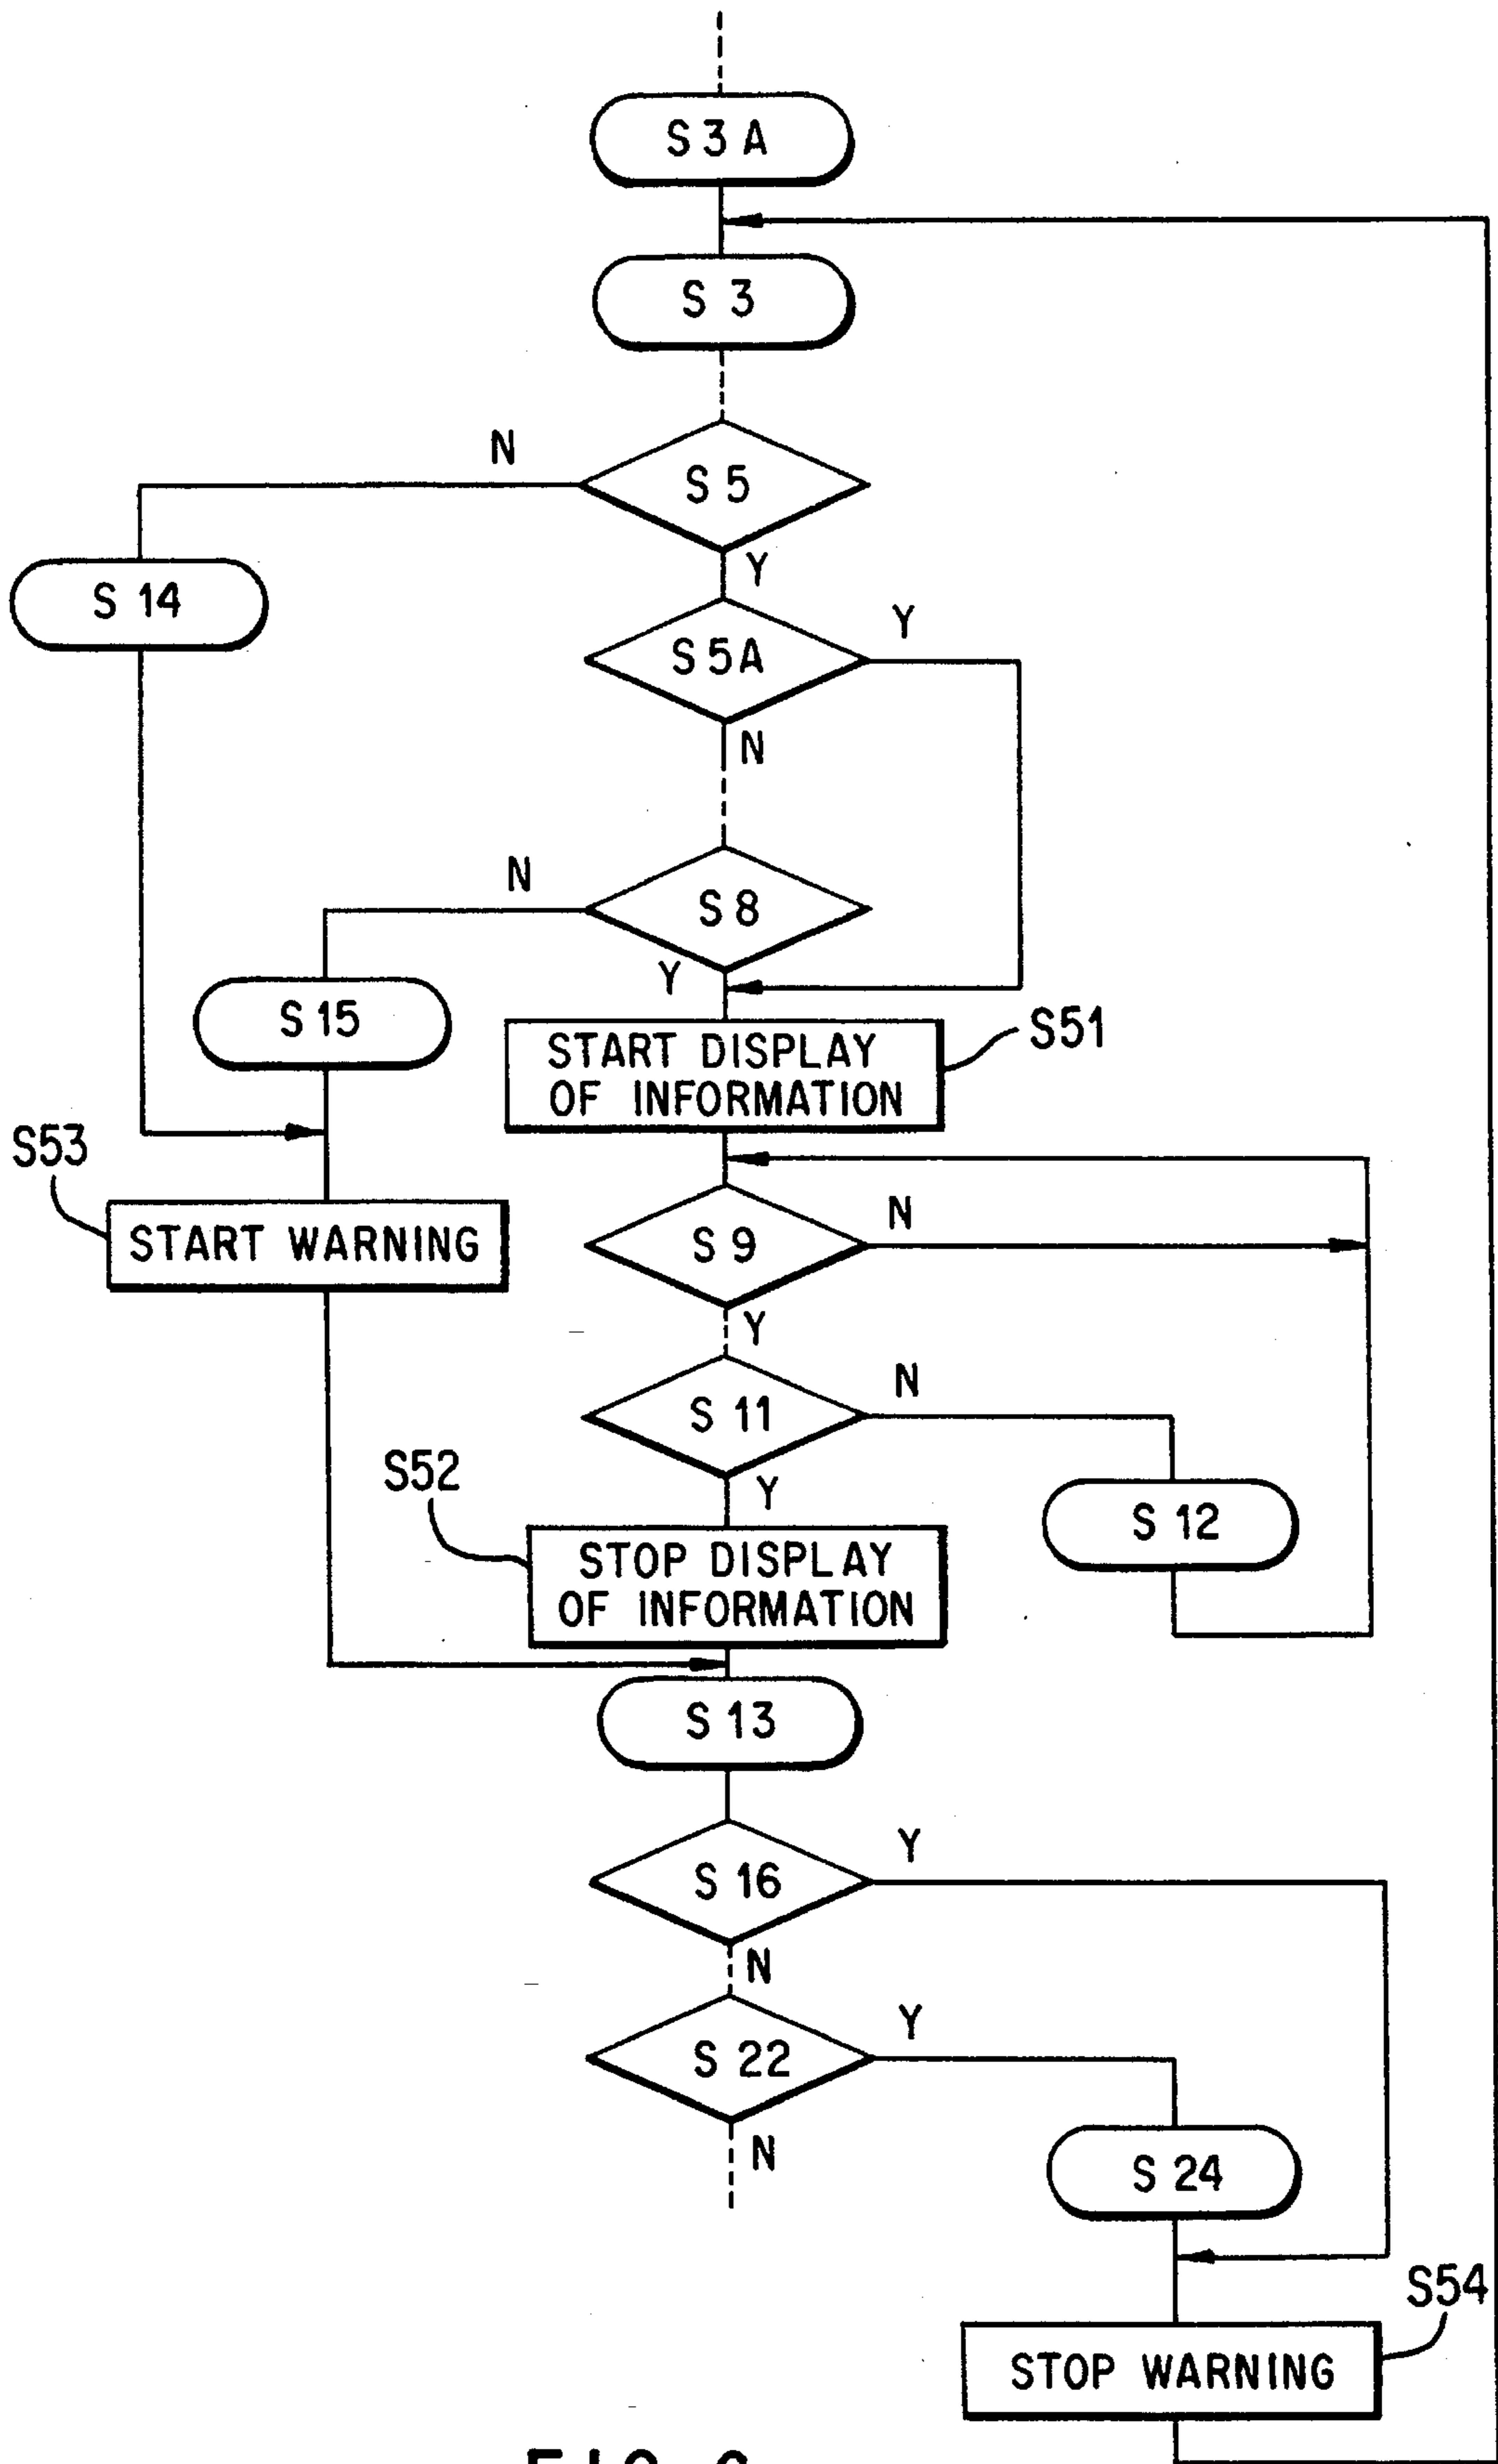 S3A
S3
N
S5
Y
S14
Y
S5A
N
N
S8
Y
S15
START DISPLAY
OF INFORMATION
S51
S53
START WARNING
N
S9
Y
N
S11
Y
S52
S12
STOP DISPLAY
OF INFORMATION
S13
Y
S16
N
Y
S22
N
S24
S54
STOP WARNING